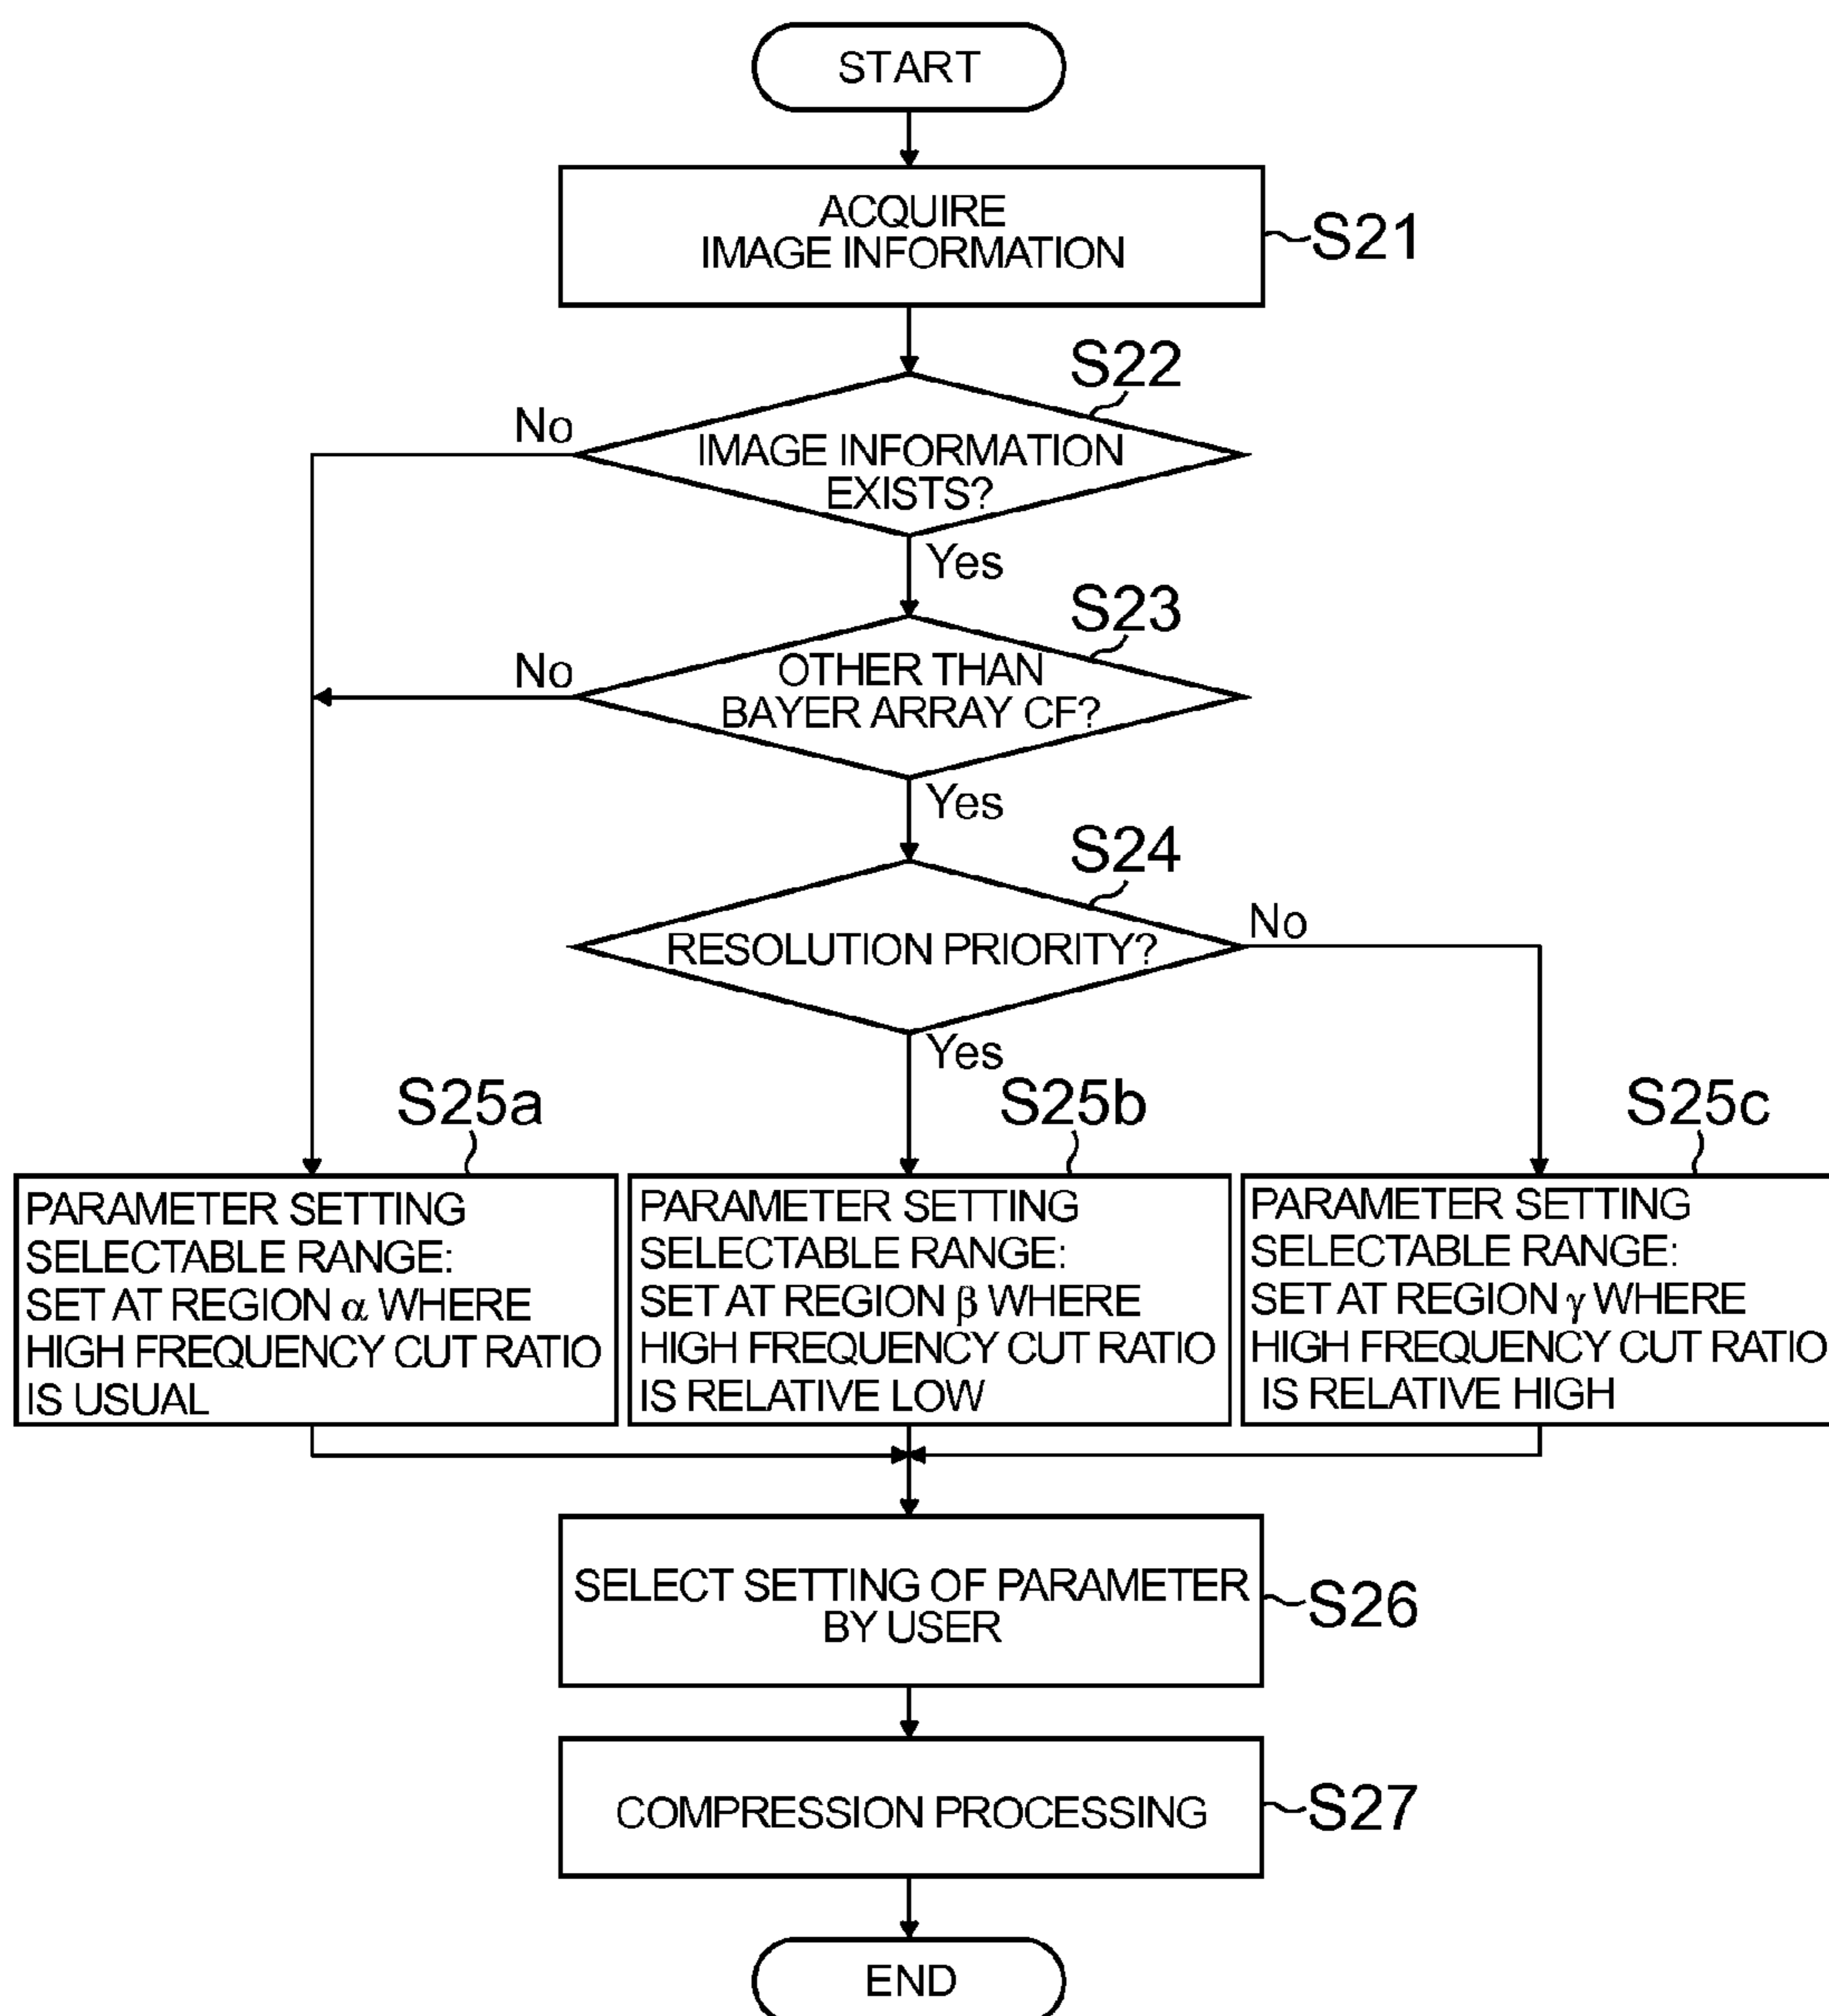 START
ACQUIRE
IMAGE INFORMATION
S21
S22
No
IMAGE INFORMATION
EXISTS?
Yes
S23
No
OTHER THAN
BAYER ARRAY CF?
Yes
S24
No
RESOLUTION PRIORITY?
Yes
S25a
PARAMETER SETTING
SELECTABLE RANGE:
SET AT REGION α WHERE
HIGH FREQUENCY CUT RATIO
IS USUAL
S25b
PARAMETER SETTING
SELECTABLE RANGE:
SET AT REGION β WHERE
HIGH FREQUENCY CUT RATIO
IS RELATIVE LOW
S25c
PARAMETER SETTING
SELECTABLE RANGE:
SET AT REGION γ WHERE
HIGH FREQUENCY CUT RATIO
IS RELATIVE HIGH
SELECT SETTING OF PARAMETER
BY USER
S26
COMPRESSION PROCESSING
S27
END